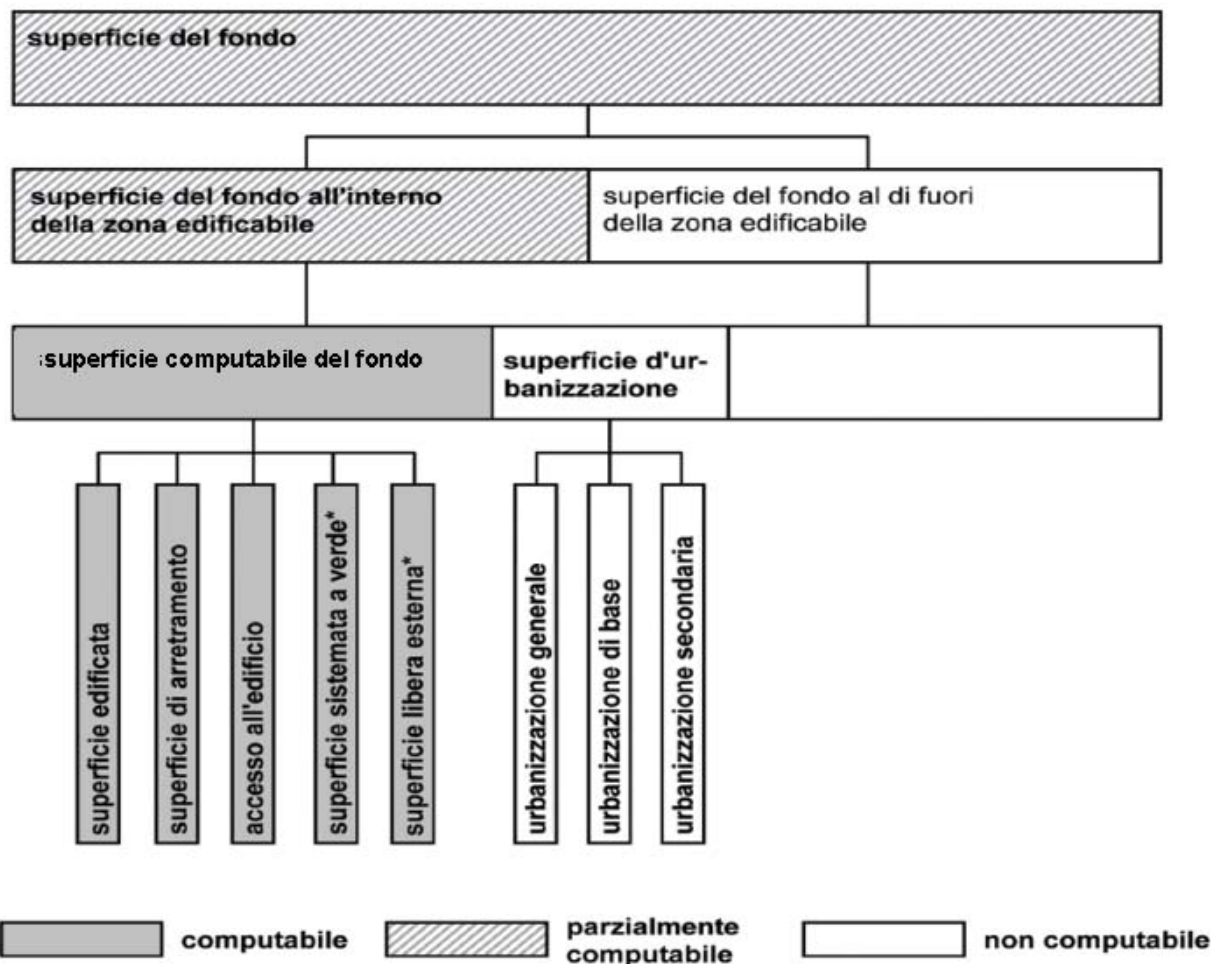 superficie del fondo
superficie del fondo all'interno
della zona edificabile
superficie del fondo al di fuori
della zona edificabile
superficie computabile del fondo
superficie d'ur-
banizzazione
superficie edificata
superficie di arretramento
accesso all'edificio
superficie sistemata a verde*
superficie libera esterna*
urbanizzazione generale
urbanizzazione di base
urbanizzazione secondaria
computabile
parzialmente
computabile
non computabile